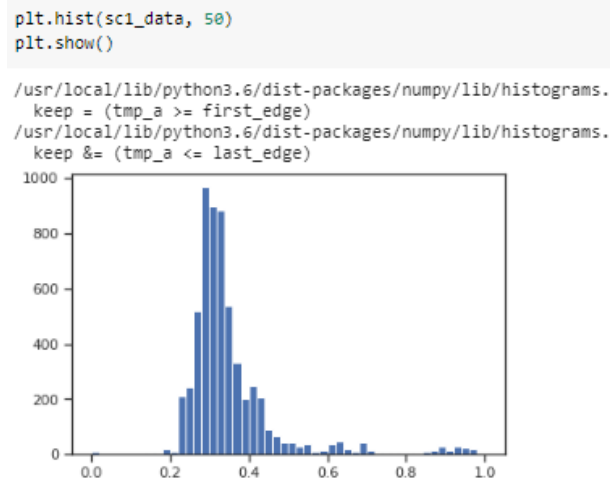 plt.hist(sc1_data, 50)
plt.show()
/usr/local/lib/python3.6/dist-packages/numpy/lib/histograms.
keep = (tmp_a >= first_edge)
/usr/local/lib/python3.6/dist-packages/numpy/lib/histograms.
keep &= (tmp_a <= last_edge)
1000
800
600
400
200
0
0.0 0.2 0.4 0.6 0.8 1.0